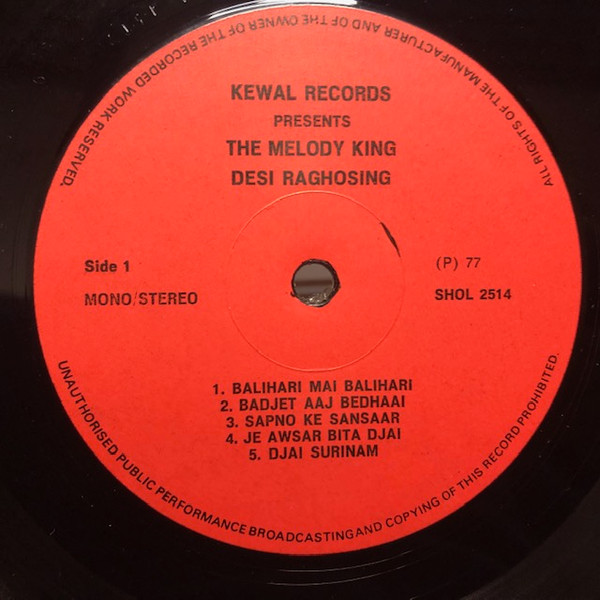 ALL RIGHTS OF THE MANUFACTURER AND OF THE OWNER OF THE RECORDED WORK RESERVED.
KEWAL RECORDS
PRESENTS
THE MELODY KING
DESI RAGHOSING
Side 1
MONO/STEREO
(P) 77
SHOL 2514
1. BALIHARI MAI BALIHARI
2. BADJET AAJ BEDHAAI
3. SAPNO KE SANSAAR
4. JE AWSAR BITA DJAI
5. DJAI SURINAM
UNAUTHORISED PUBLIC PERFORMANCE BROADCASTING AND COPYING OF THIS RECORD PROHIBITED.